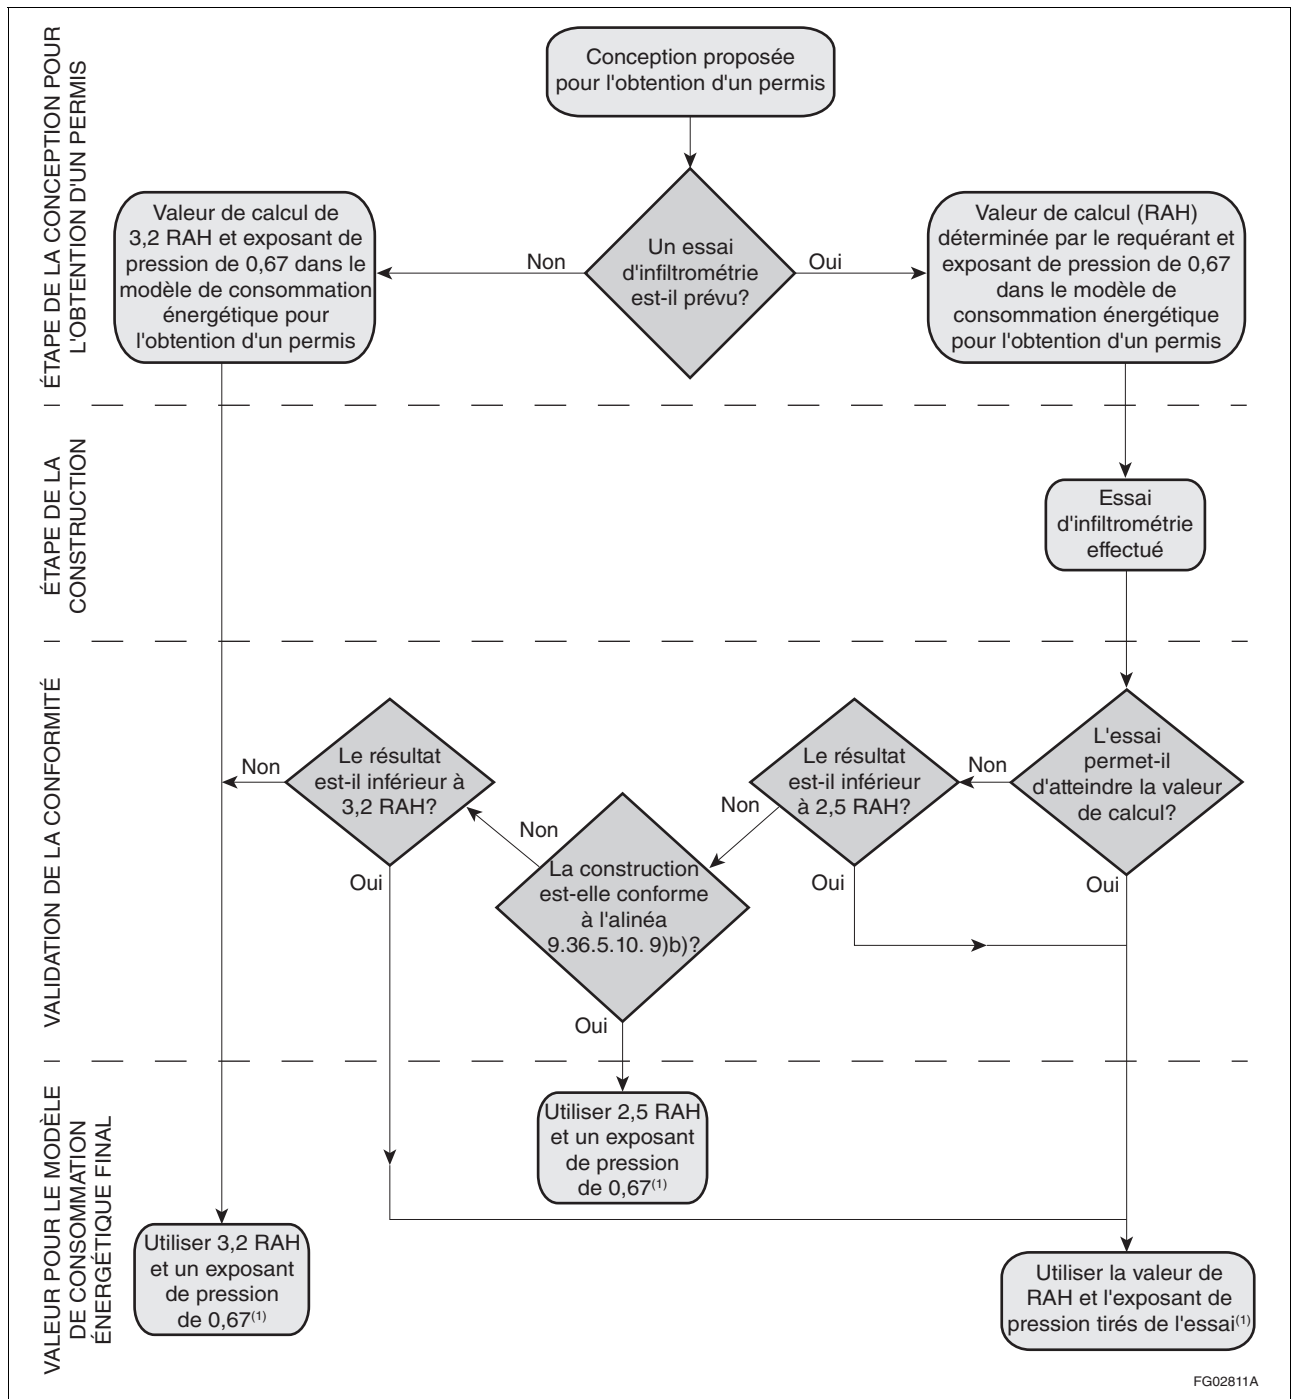 ÉTAPE DE LA CONCEPTION POUR
L'OBTENTION D'UN PERMIS
Conception proposée
pour l'obtention d'un permis
Valeur de calcul de
3,2 RAH et exposant de
pression de 0,67 dans le
modèle de consommation
énergétique pour
l'obtention d'un permis
Non
Un essai
d'infiltrométrie
est-il prévu?
Oui
Valeur de calcul (RAH)
déterminée par le requérant et
exposant de pression de 0,67
dans le modèle de
consommation énergétique
pour l'obtention d'un permis
ÉTAPE DE LA
CONSTRUCTION
Essai
d'infiltrométrie
effectué
VALIDATION DE LA CONFORMITÉ
L'essai
permet-il
d'atteindre la valeur
de calcul?
Non
Oui
Le résultat
est-il inférieur
à 2,5 RAH?
Non
Oui
La construction
est-elle conforme
à l'alinéa
9.36.5.10. 9)b)?
Non
Oui
Le résultat
est-il inférieur à
3,2 RAH?
Non
Oui
VALEUR POUR LE MODÈLE
DE CONSOMMATION
ÉNERGÉTIQUE FINAL
Utiliser 3,2 RAH
et un exposant
de pression
de 0,67(1)
Utiliser 2,5 RAH
et un exposant
de pression
de 0,67(1)
Utiliser la valeur de
RAH et l'exposant de
pression tirés de l'essai(1)
FG02811A